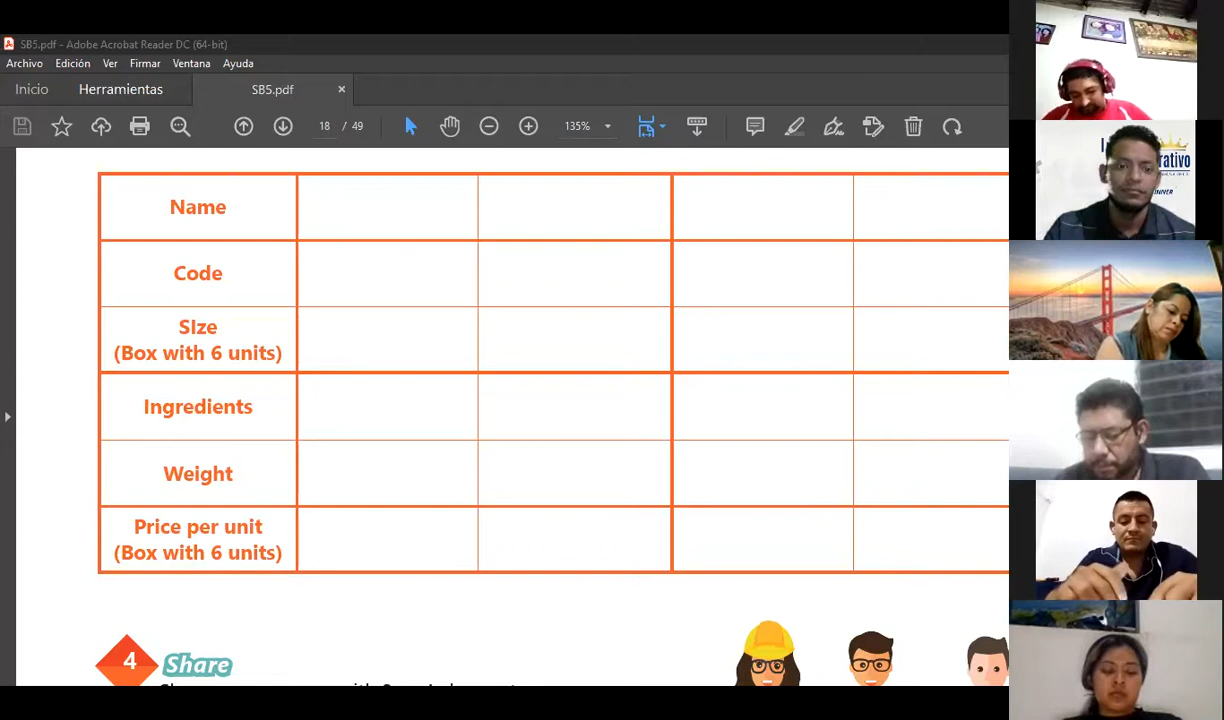 SB5.pdf - Adobe Acrobat Reader DC (64-bit)
Archivo Edición Ver Firmar Ventana Ayuda
Inicio Herramientas SB5.pdf ×
18 / 49 135%
Name
Code
SIze
(Box with 6 units)
Ingredients
Weight
Price per unit
(Box with 6 units)
4 Share